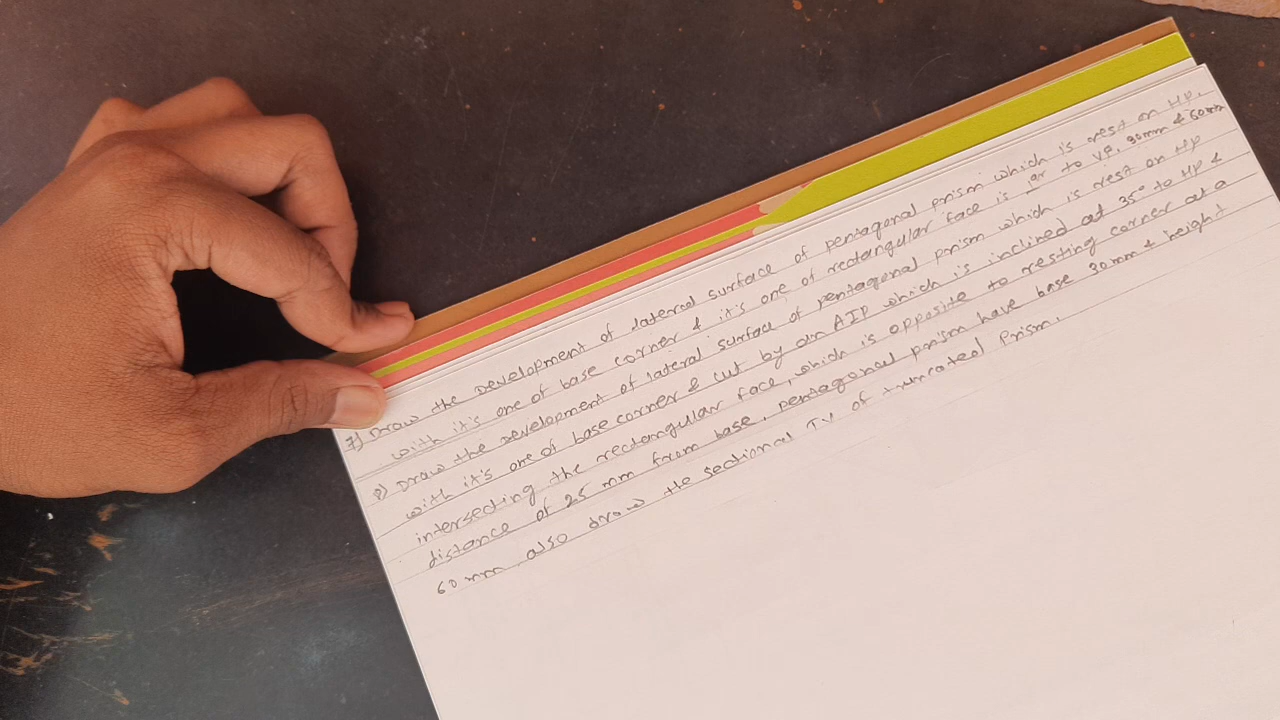 7) Draw the development of lateral surface of pentagonal prism which is rest on HP.
with it's one of base corner & it's one of rectangular face is 1ar to VP, 30mm & 60mm
8) Draw the development of lateral surface of pentagonal prism which is rest on HP
with it's one of base corner & cut by an AIP which is inclined at 35° to HP &
intersecting the rectangular face, which is opposite to resting corner at a
distance of 25 mm from base, pentagonal prism have base 30mm & height
60 mm also draw the sectional TV of truncated Prism.